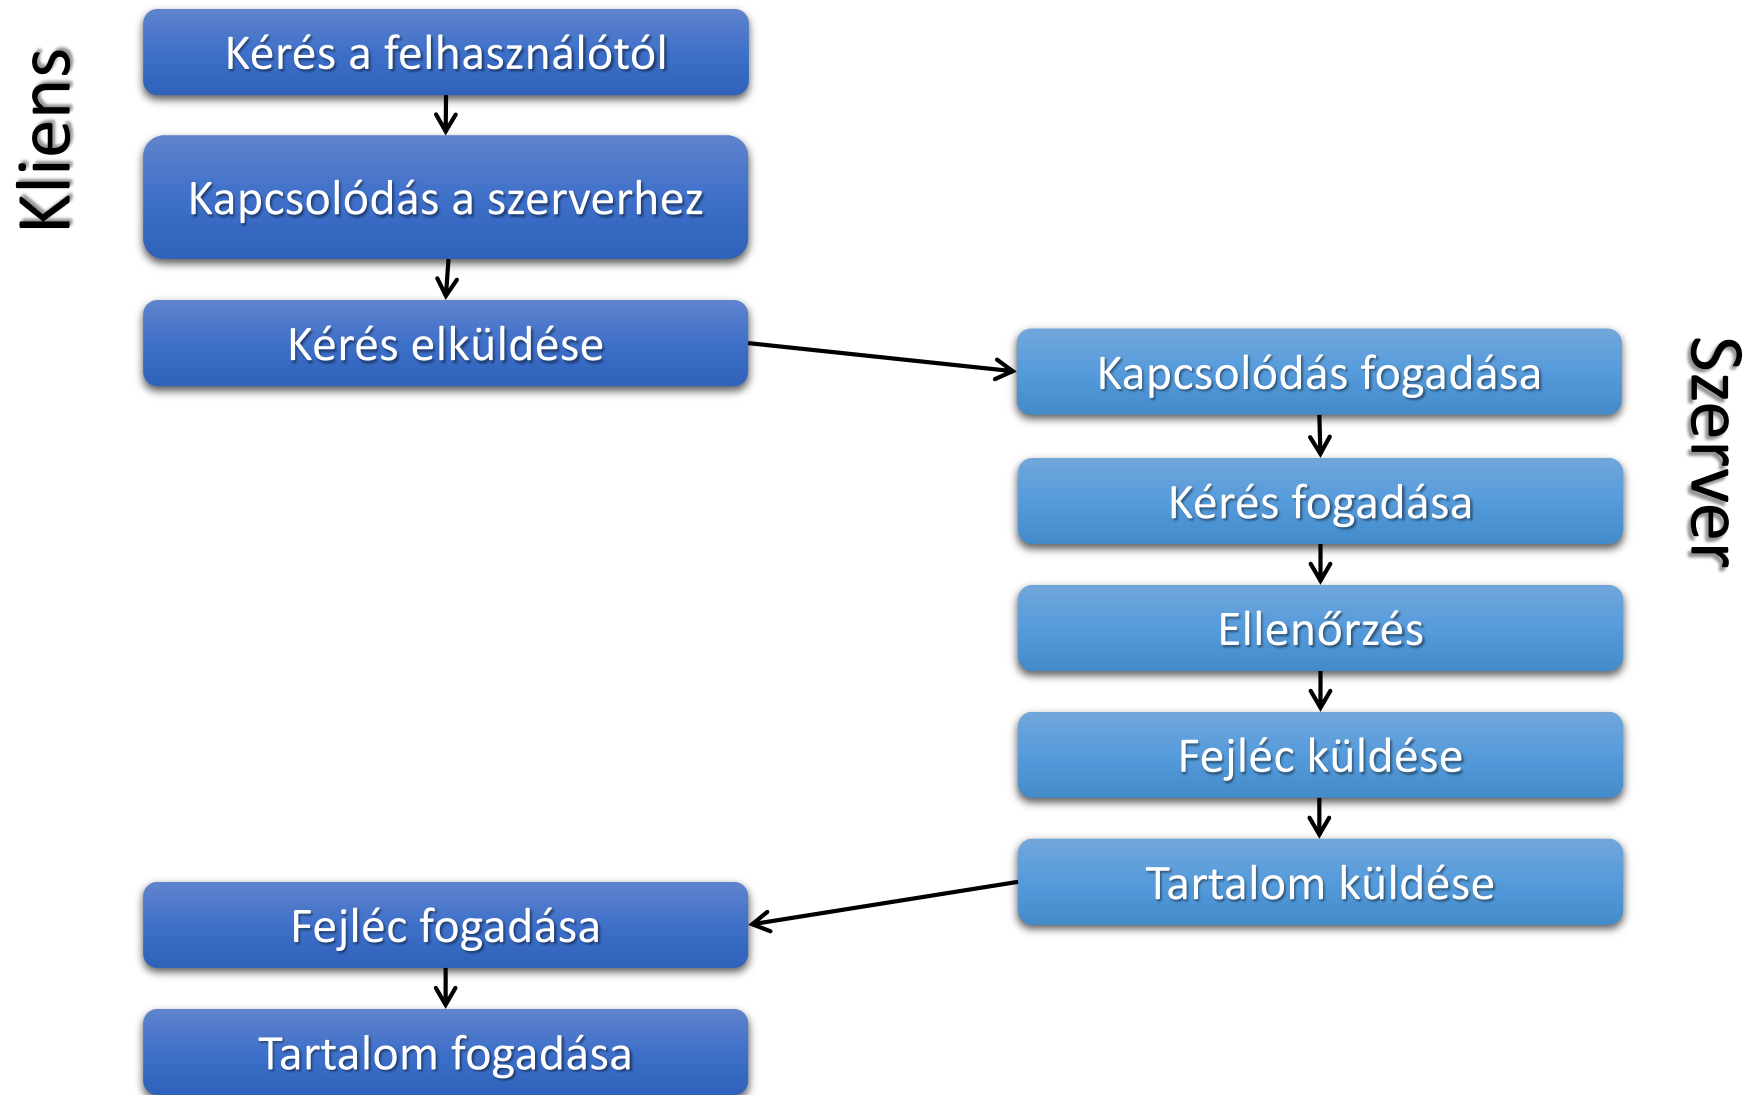 Kliens
Kérés a felhasználótól
Kapcsolódás a szerverhez
Kérés elküldése
Szerver
Kapcsolódás fogadása
Kérés fogadása
Ellenőrzés
Fejléc küldése
Tartalom küldése
Fejléc fogadása
Tartalom fogadása